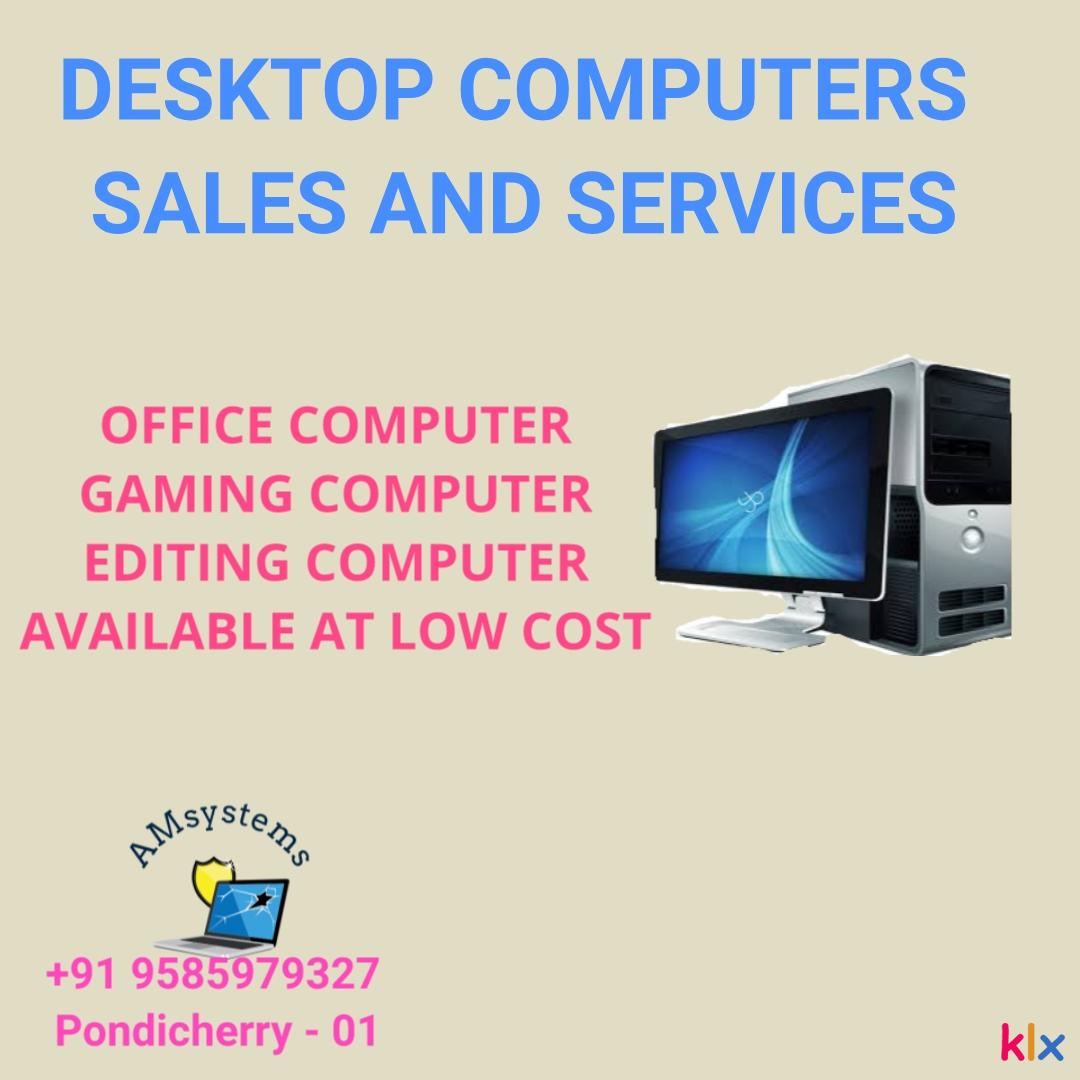 DESKTOP COMPUTERS
SALES AND SERVICES
OFFICE COMPUTER
GAMING COMPUTER
EDITING COMPUTER
AVAILABLE AT LOW COST
AMsystems
+91 9585979327
Pondicherry - 01
klx